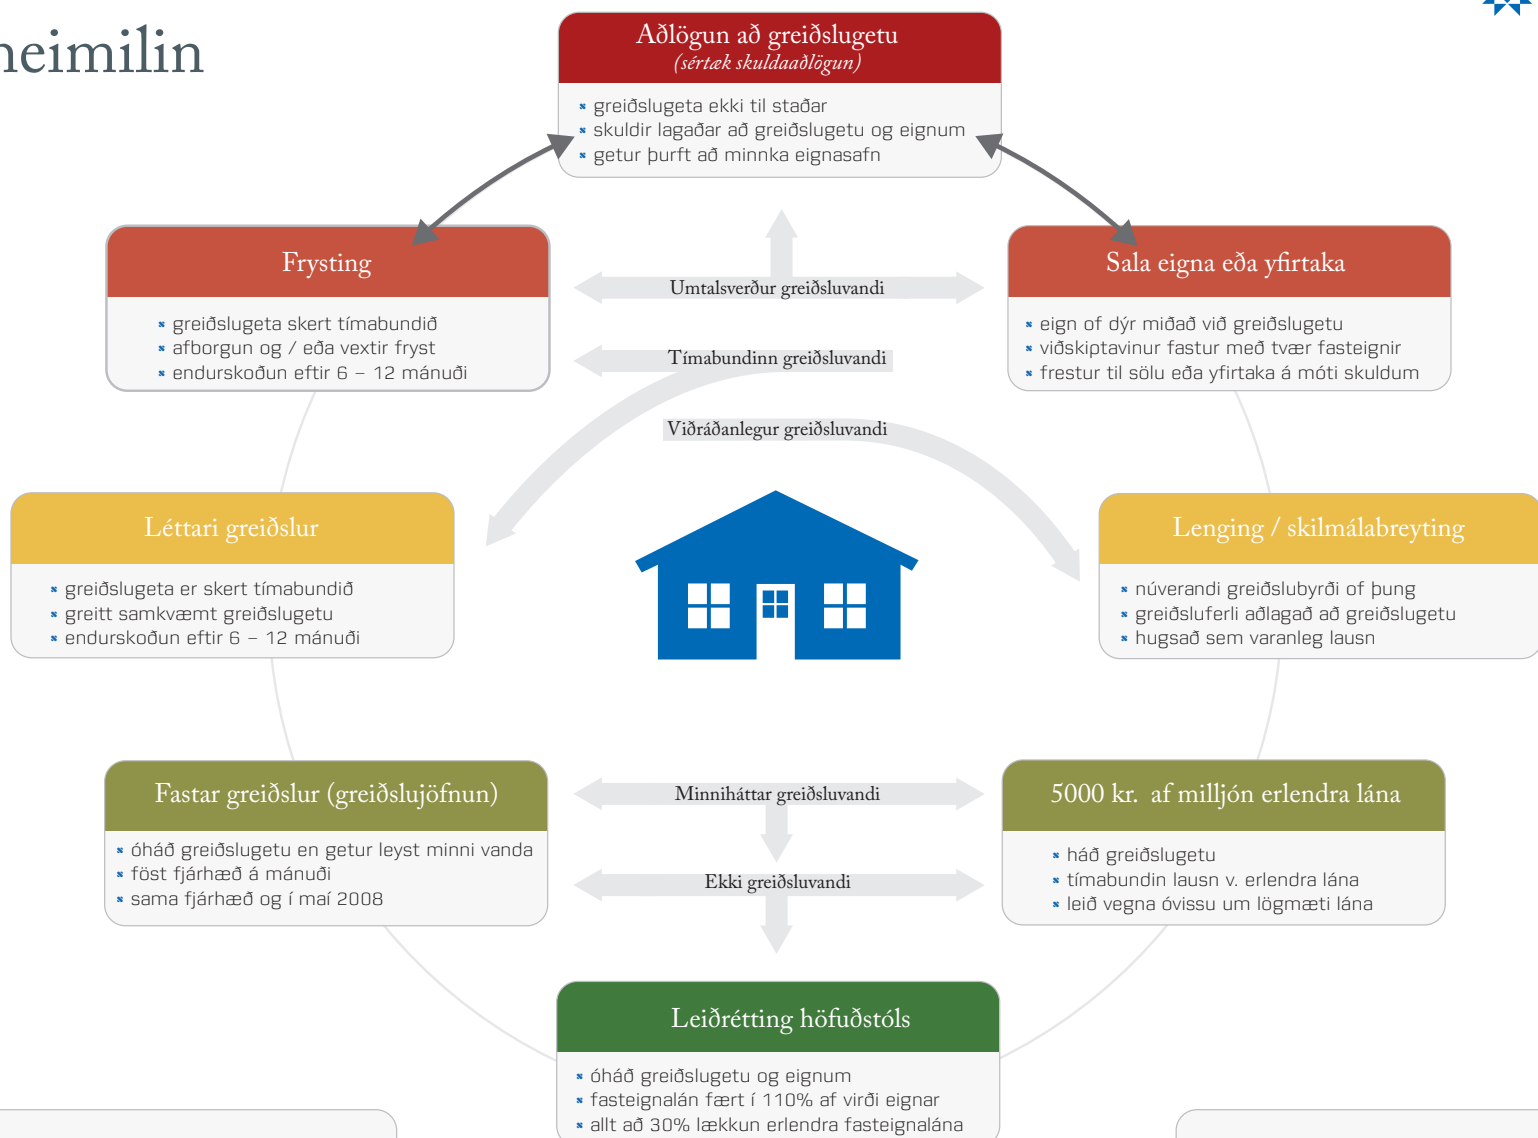 heimilin
Aðlögun að greiðslugetu
(sértæk skuldaaðlögun)
greiðslugeta ekki til staðar
skuldir lagaðar að greiðslugetu og eignum
getur þurft að minnka eignasafn
Frysting
greiðslugeta skert tímabundið
afborgun og / eða vextir fryst
endurskoðun eftir 6 – 12 mánuði
Umtalsverður greiðsluvandi
Tímabundinn greiðsluvandi
Viðráðanlegur greiðsluvandi
Sala eigna eða yfirtaka
eign of dýr miðað við greiðslugetu
viðskiptavinur fastur með tvær fasteignir
frestur til sölu eða yfirtaka á móti skuldum
Léttari greiðslur
greiðslugeta er skert tímabundið
greitt samkvæmt greiðslugetu
endurskoðun eftir 6 – 12 mánuði
Lenging / skilmálabreyting
núverandi greiðslubyrði of þung
greiðsluferli aðlagað að greiðslugetu
hugsað sem varanleg lausn
Fastar greiðslur (greiðslujöfnun)
óháð greiðslugetu en getur leyst minni vanda
föst fjárhæð á mánuði
sama fjárhæð og í maí 2008
Minniháttar greiðsluvandi
Ekki greiðsluvandi
5000 kr. af milljón erlendra lána
háð greiðslugetu
tímabundin lausn v. erlendra lána
leið vegna óvissu um lögmæti lána
Leiðrétting höfuðstóls
óháð greiðslugetu og eignum
fasteignalán fært í 110% af virði eignar
allt að 30% lækkun erlendra fasteignalána